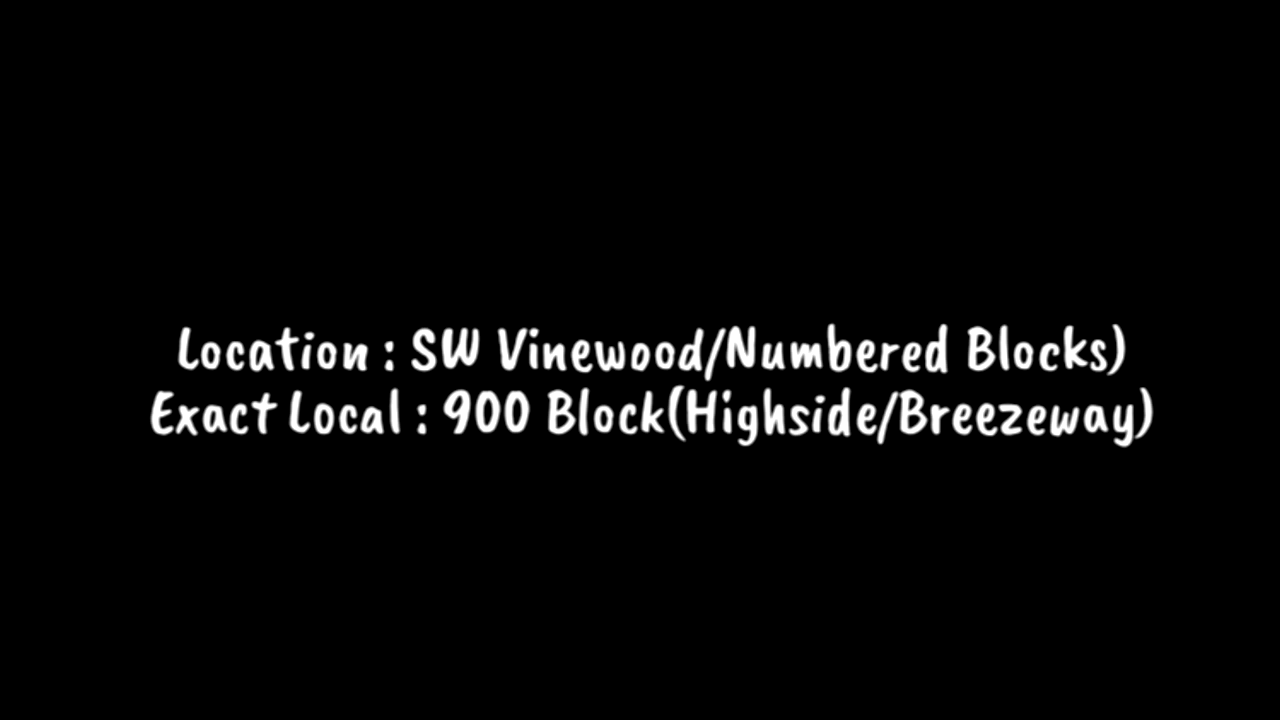 Location : SW Vinewood/Numbered Blocks)
Exact Local : 900 Block(Highside/Breezeway)